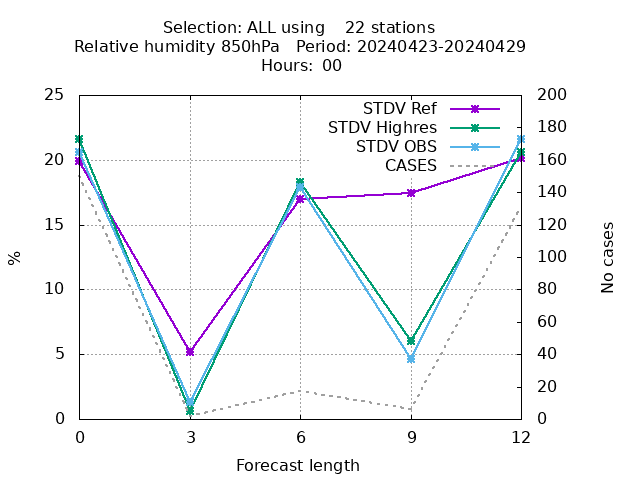 Selection: ALL using    22 stations
Relative humidity 850hPa   Period: 20240423-20240429
Hours: 00
25
20
15
10
5
0
%
STDV Ref
STDV Highres
STDV OBS
CASES
200
180
160
140
120
100
80
60
40
20
0
No cases
0 3 6 9 12
Forecast length